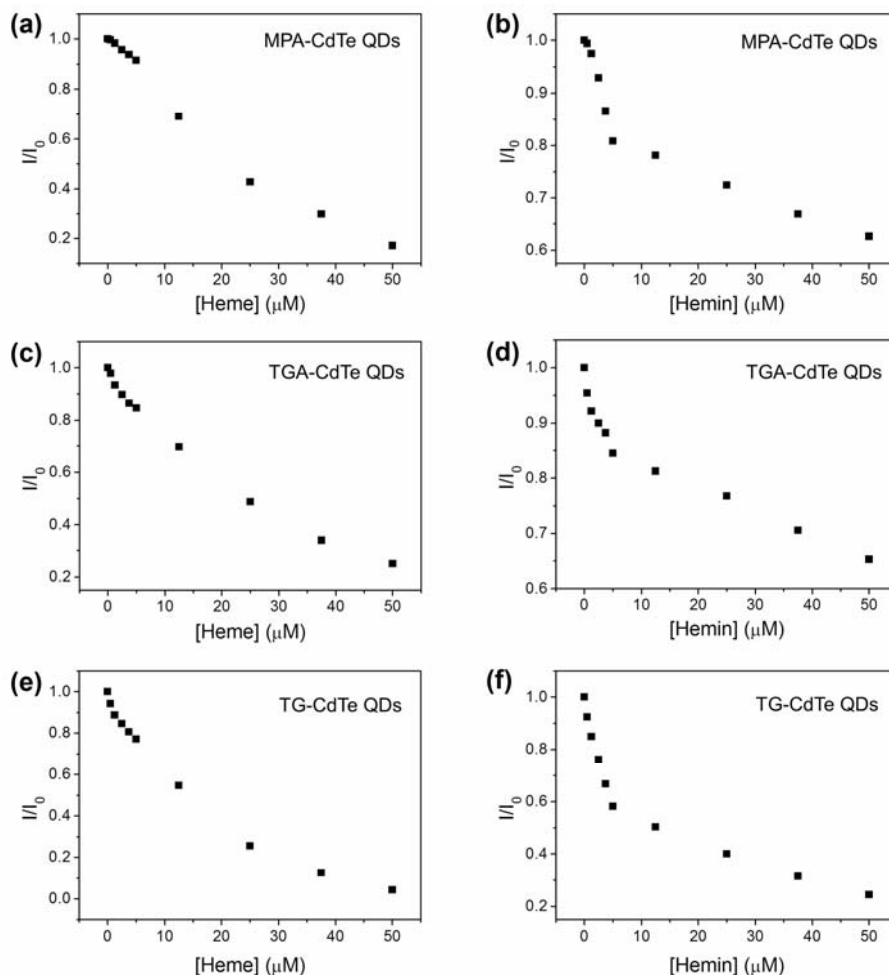 (a)
MPA-CdTe QDs
1.0
0.8
0.6
0.4
0.2
I/I0
0 10 20 30 40 50
[Heme] (μM)
(b)
MPA-CdTe QDs
1.0
0.9
0.8
0.7
0.6
I/I0
0 10 20 30 40 50
[Hemin] (μM)
(c)
TGA-CdTe QDs
1.0
0.8
0.6
0.4
0.2
I/I0
0 10 20 30 40 50
[Heme] (μM)
(d)
TGA-CdTe QDs
1.0
0.9
0.8
0.7
0.6
I/I0
0 10 20 30 40 50
[Hemin] (μM)
(e)
TG-CdTe QDs
1.0
0.8
0.6
0.4
0.2
0.0
I/I0
0 10 20 30 40 50
[Heme] (μM)
(f)
TG-CdTe QDs
1.0
0.8
0.6
0.4
0.2
I/I0
0 10 20 30 40 50
[Hemin] (μM)